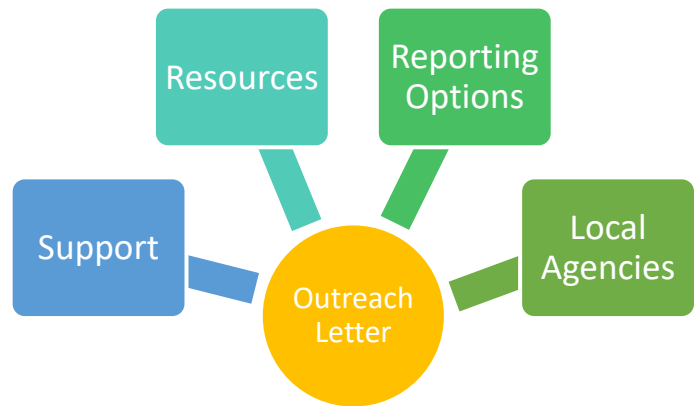 Support
Resources
Reporting
Options
Local
Agencies
Outreach
Letter